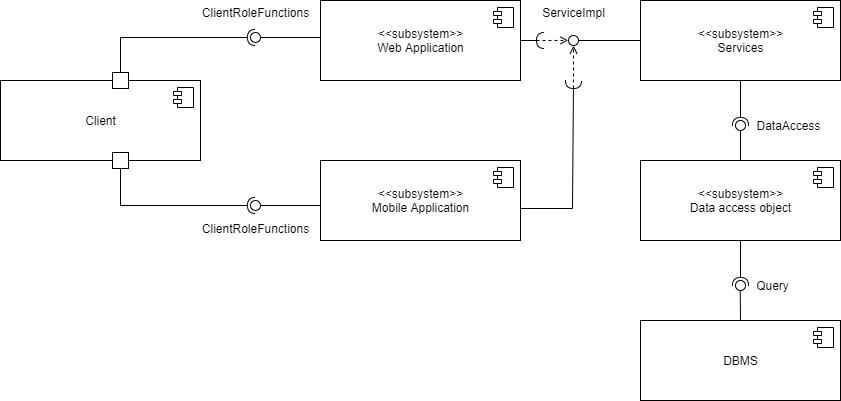 ClientRoleFunctions
ServiceImpl
<<subsystem>>
Web Application
<<subsystem>>
Services
Client
DataAccess
<<subsystem>>
Mobile Application
<<subsystem>>
Data access object
ClientRoleFunctions
Query
DBMS